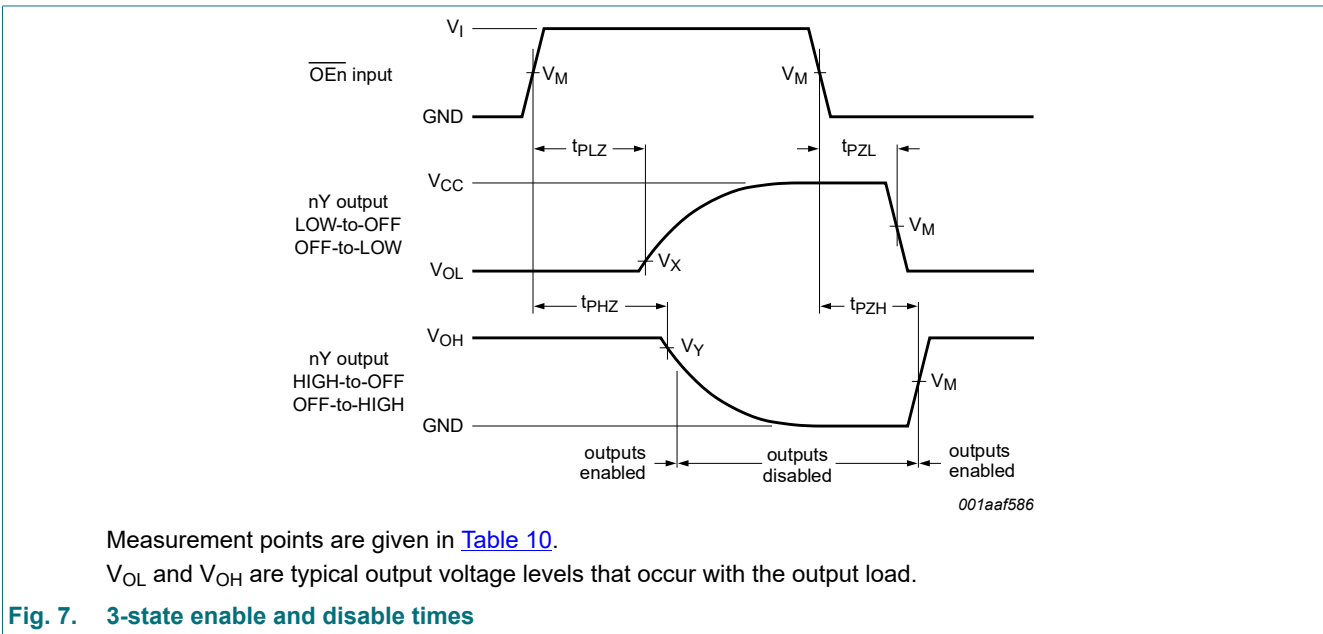 V_I
OEn input
V_M
V_M
GND
t_PLZ
t_PZL
V_CC
nY output
LOW-to-OFF
OFF-to-LOW
V_M
V_X
V_OL
t_PHZ
t_PZH
V_OH
V_Y
nY output
HIGH-to-OFF
OFF-to-HIGH
V_M
GND
outputs
enabled
outputs
disabled
outputs
enabled
001aaf586
Measurement points are given in Table 10.
V_OL and V_OH are typical output voltage levels that occur with the output load.
Fig. 7. 3-state enable and disable times